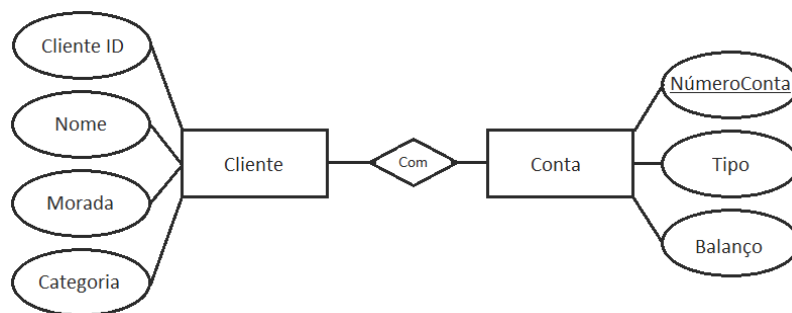 Cliente ID
Nome
Morada
Categoria
Cliente
Com
Conta
NúmeroConta
Tipo
Balanço